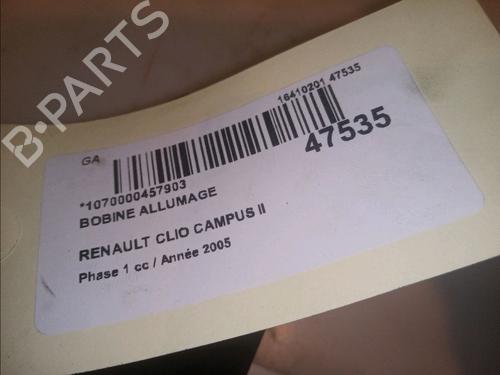 B-PARTS
16410201 47535
GA
47535
*1070000457903
BOBINE ALLUMAGE
RENAULT CLIO CAMPUS II
Phase 1 cc / Année 2005